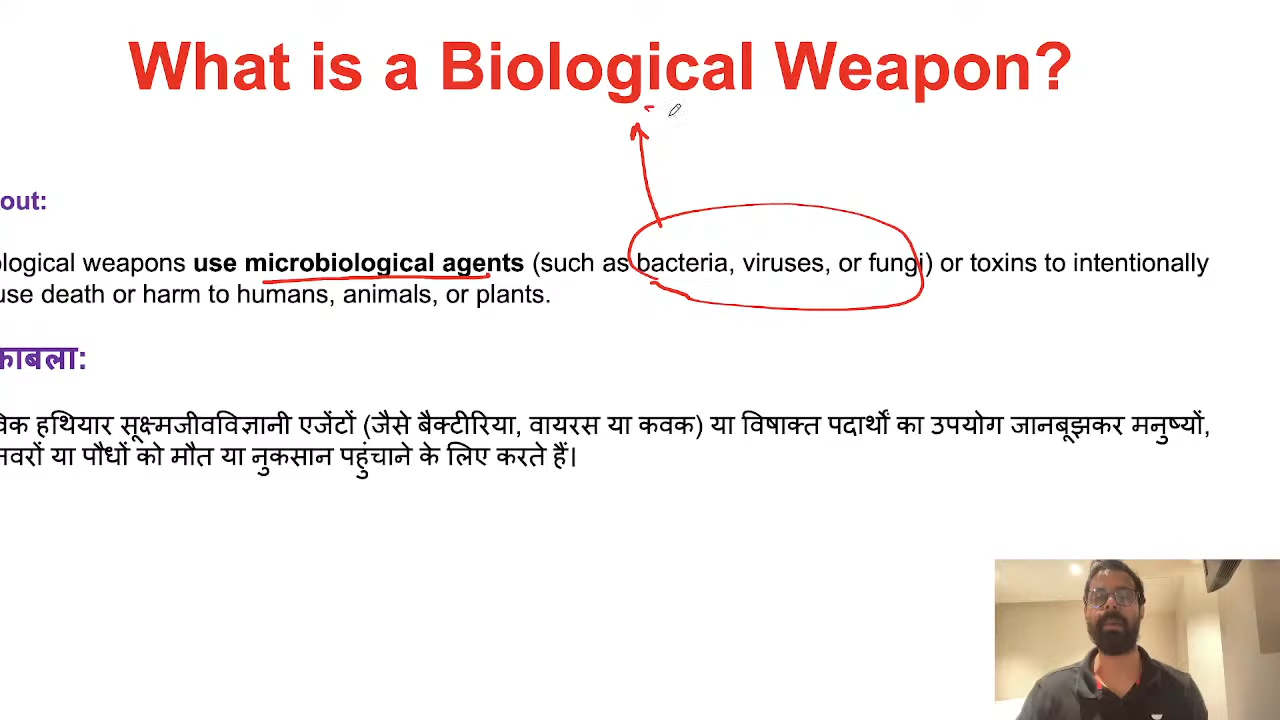 What is a Biological Weapon?
out:
ological weapons use microbiological agents (such as bacteria, viruses, or fungi) or toxins to intentionally
use death or harm to humans, animals, or plants.
काबला:
विक हथियार सूक्ष्मजीवविज्ञानी एजेंटों (जैसे बैक्टीरिया, वायरस या कवक) या विषाक्त पदार्थों का उपयोग जानबूझकर मनुष्यों,
नवरों या पौधों को मौत या नुकसान पहुंचाने के लिए करते हैं।